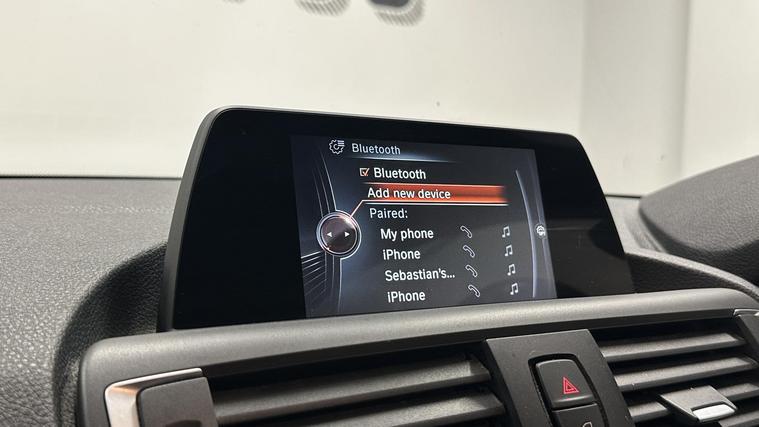 Bluetooth
Bluetooth
Add new device
Paired:
My phone
iPhone
Sebastian's...
iPhone